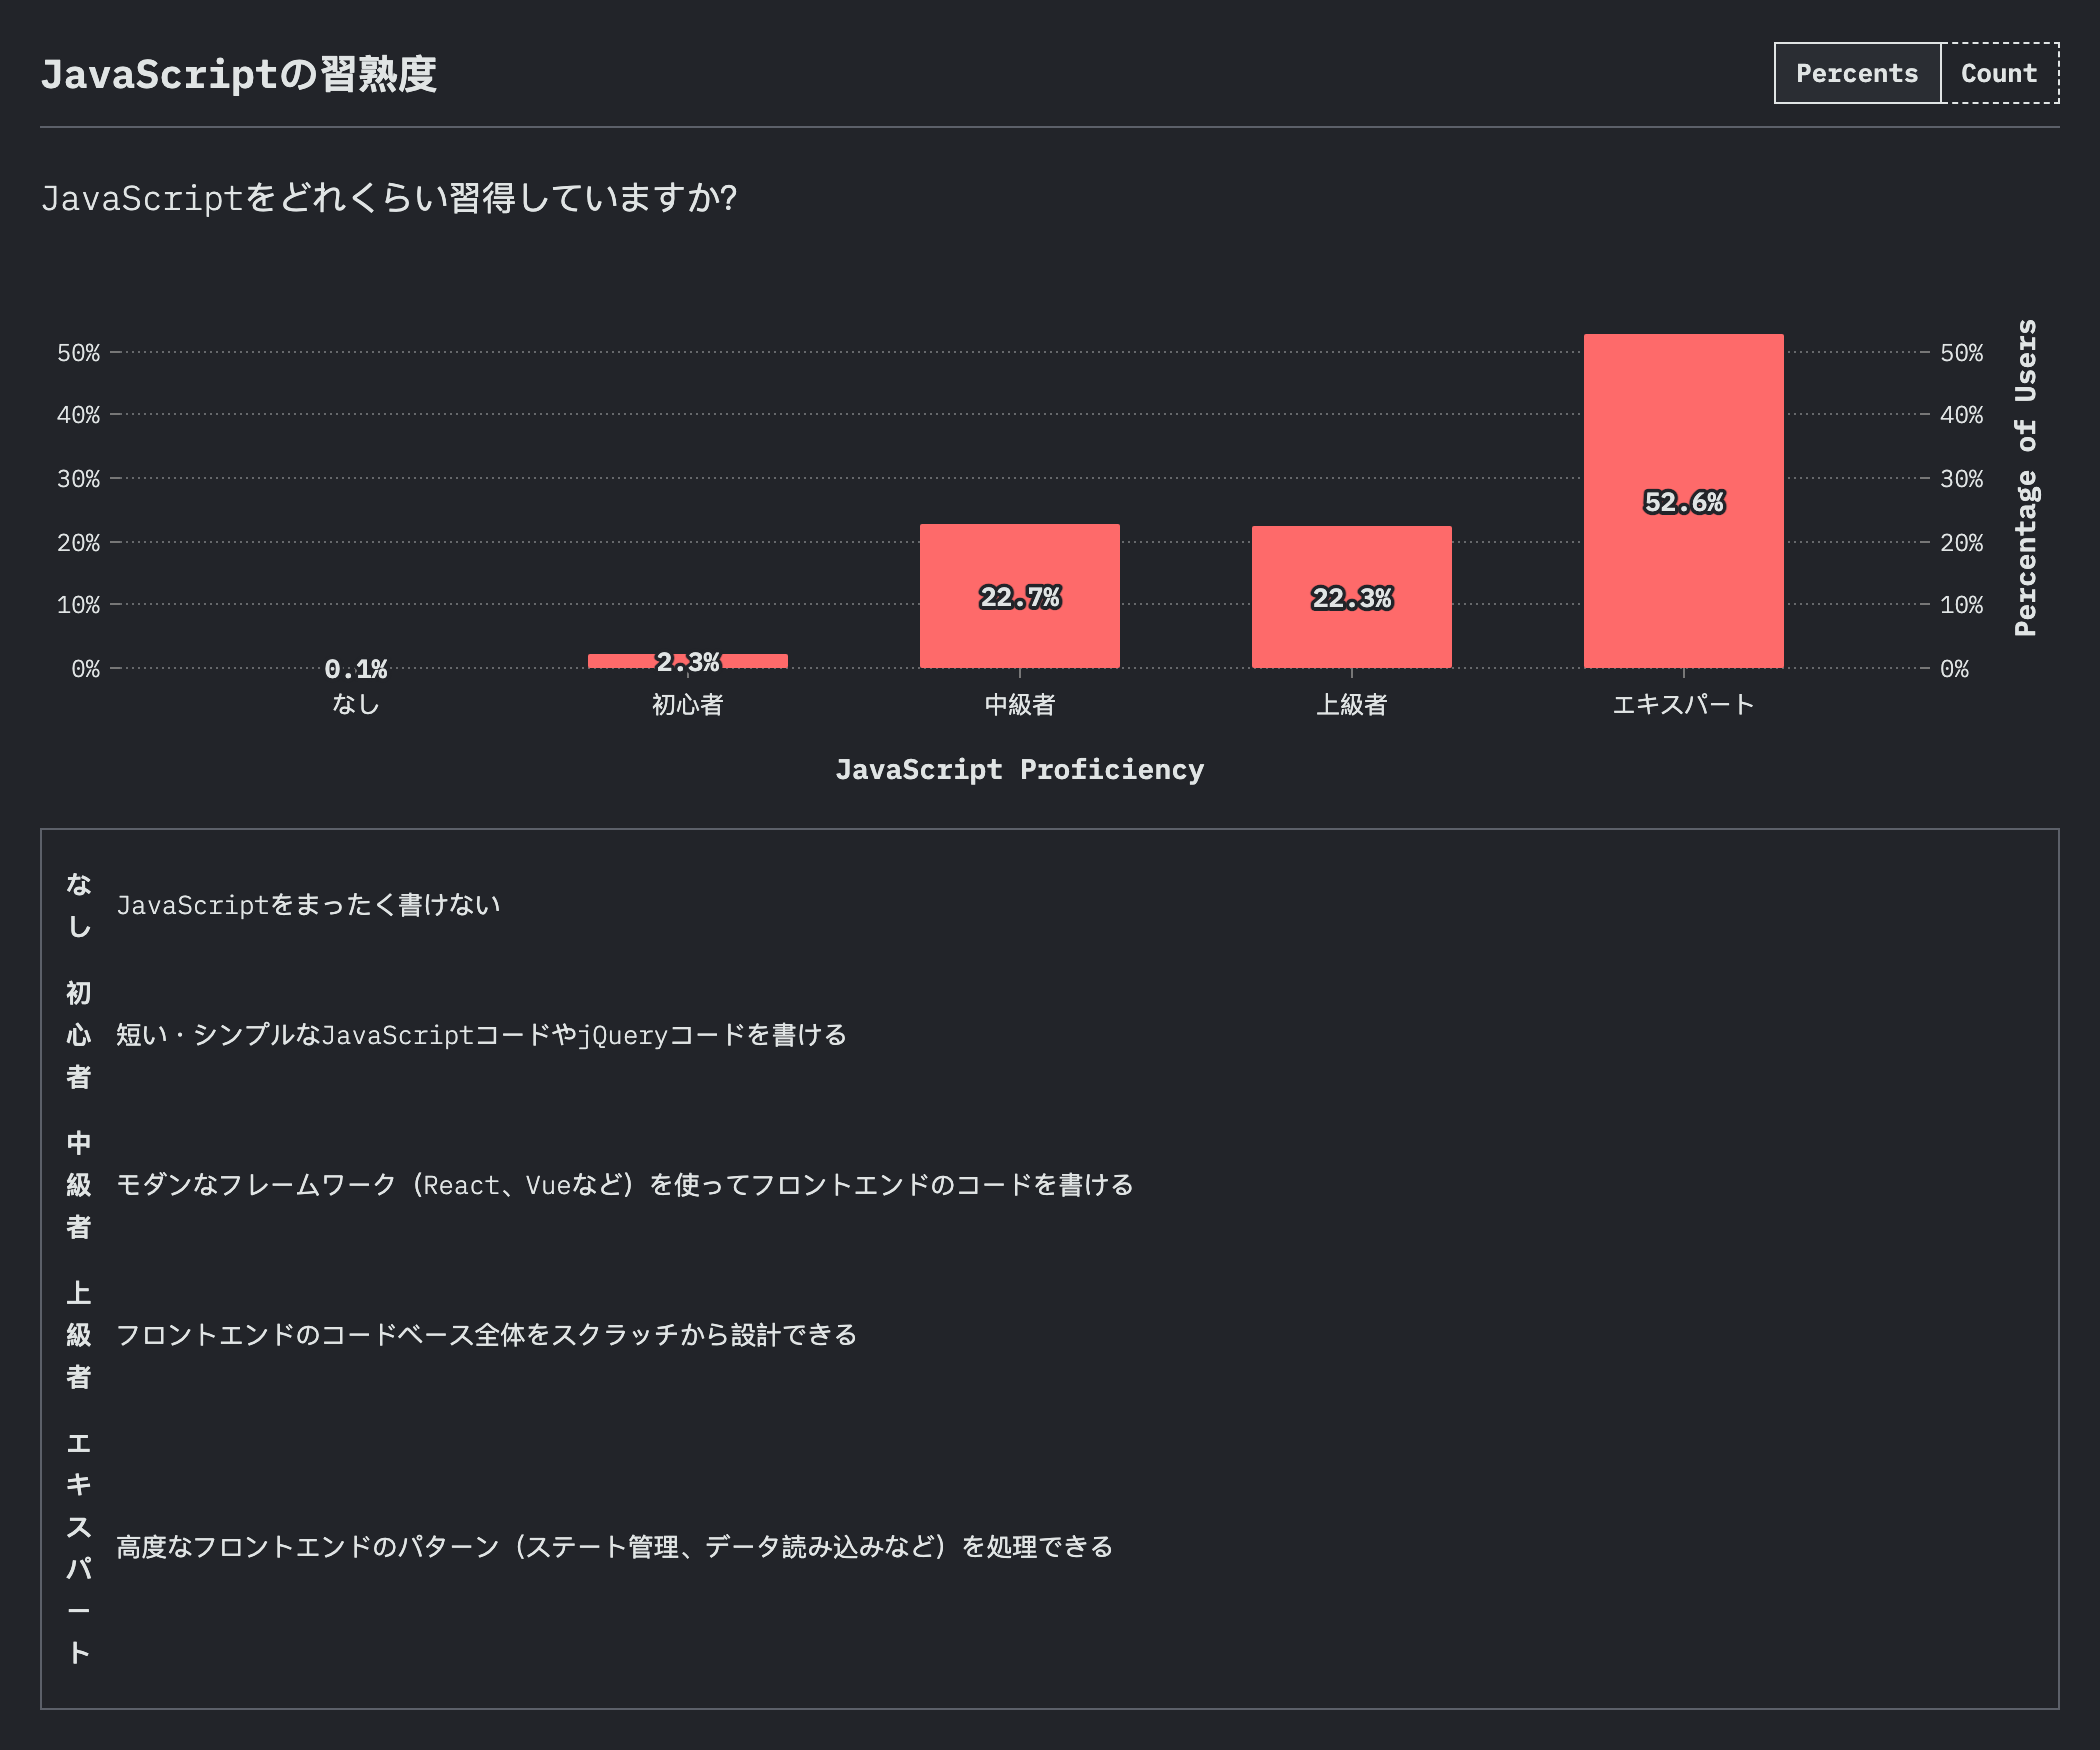 JavaScriptの習熟度
Percents
Count
JavaScriptをどれくらい習得していますか?
50%
40%
30%
20%
10%
0%
50%
40%
30%
20%
10%
0%
Percentage of Users
0.1%
2.3%
22.7%
22.3%
52.6%
なし
初心者
中級者
上級者
エキスパート
JavaScript Proficiency
なし
JavaScriptをまったく書けない
初心者
短い・シンプルなJavaScriptコードやjQueryコードを書ける
中級者
モダンなフレームワーク（React、Vueなど）を使ってフロントエンドのコードを書ける
上級者
フロントエンドのコードベース全体をスクラッチから設計できる
エキスパート
高度なフロントエンドのパターン（ステート管理、データ読み込みなど）を処理できる